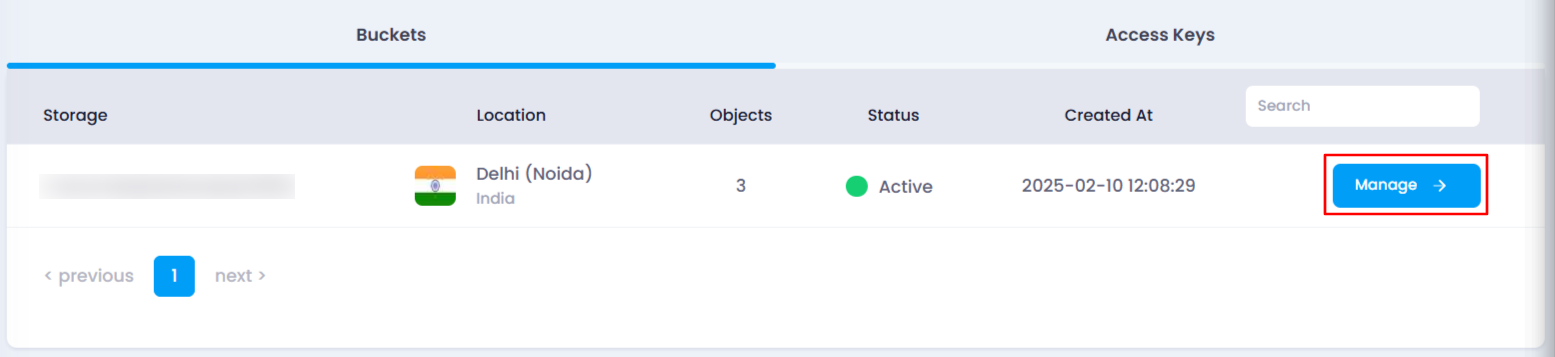 Buckets Access Keys
Storage Location Objects Status Created At Search
Delhi (Noida) 3 Active 2025-02-10 12:08:29 Manage →
India
< previous 1 next >